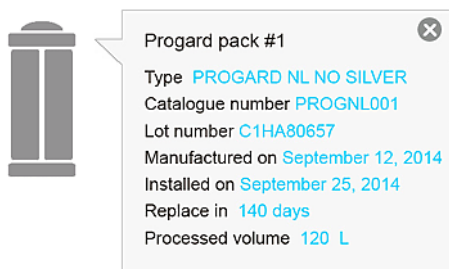 Progard pack #1
Type PROGARD NL NO SILVER
Catalogue number PROGNL001
Lot number C1HA80657
Manufactured on September 12, 2014
Installed on September 25, 2014
Replace in 140 days
Processed volume 120 L